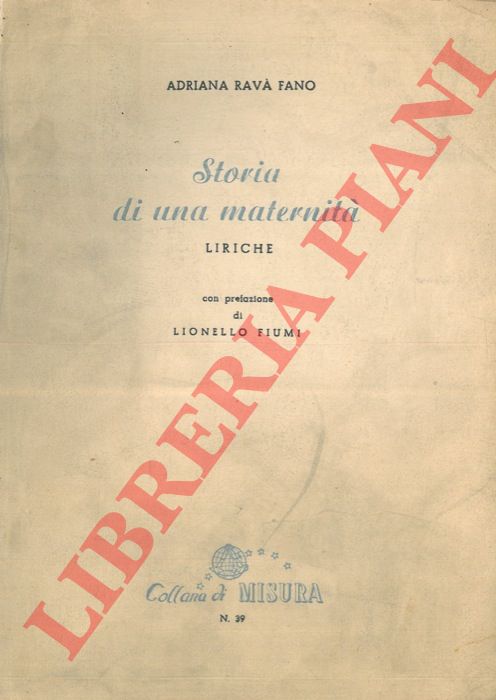 ADRIANA RAVÀ FANO
Storia
di una maternità
LIRICHE
con prefazione
di
LIONELLO FIUMI
Collana di MISURA
N. 39
LIBRERIA PIANI